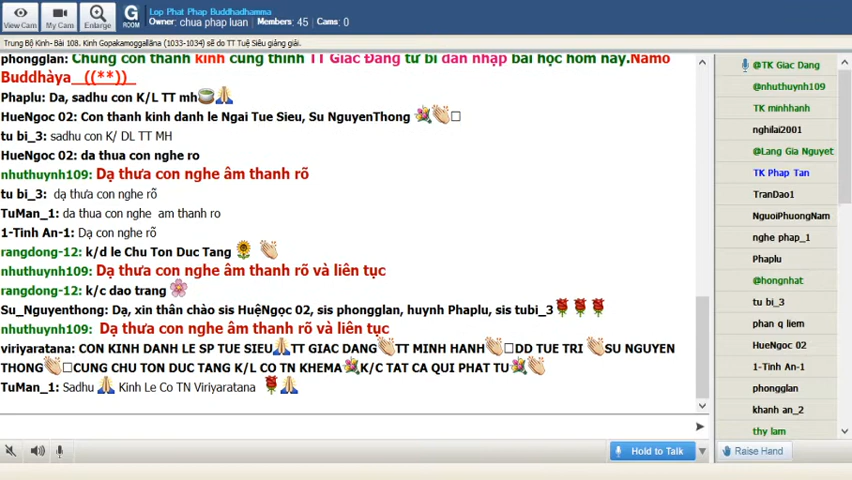 View Cam
My Cam
Enlarge
G
ROOM
Lop Phat Phap Buddhadhamma
Owner: chua phap luan Members: 45 Cams: 0
Trung Bộ Kinh- Bài 108. Kinh Gopakamoggallàna (1033-1034) sẽ do TT Tuệ Siêu giảng giải.
phongglan: Chúng con thành kính cung thỉnh TT Giác Đẳng từ bi dẫn nhập bài học hôm nay.Namo
Buddhàya_ ((**))_
Phaplu: Dạ, sadhu con K/L TT mh
HueNgoc 02: Con thanh kinh danh le Ngai Tue Sieu, Su NguyenThong
tu bi_3: sadhu con K/ DL TT MH
HueNgoc 02: da thua con nghe ro
nhuthuynh109: Dạ thưa con nghe âm thanh rõ
tu bi_3: dạ thưa con nghe rõ
TuMan_1: da thua con nghe am thanh ro
1-Tinh An-1: Dạ con nghe rõ
rangdong-12: k/d le Chu Ton Duc Tang
nhuthuynh109: Dạ thưa con nghe âm thanh rõ và liên tục
rangdong-12: k/c dao trang
Su_Nguyenthong: Dạ, xin thân chào sis HuệNgọc 02, sis phongglan, huynh Phaplu, sis tubi_3
nhuthuynh109: Dạ thưa con nghe âm thanh rõ và liên tục
viriyaratana: CON KINH DANH LE SP TUE SIEU TT GIAC DANG TT MINH HANH DD TUE TRI SU NGUYEN
THONG CUNG CHU TON DUC TANG K/L CO TN KHEMA K/C TAT CA QUI PHAT TU
TuMan_1: Sadhu Kinh Le Co TN Viriyaratana
Hold to Talk
@TK Giac Dang
@nhuthuynh109
TK minhhanh
nghilai2001
@Lang Gia Nguyet
TK Phap Tan
TranDao1
NguoiPhuongNam
nghe phap_1
Phaplu
@hongnhat
tu bi_3
phan q liem
HueNgoc 02
1-Tinh An-1
phongglan
khanh an_2
thy lam
Raise Hand